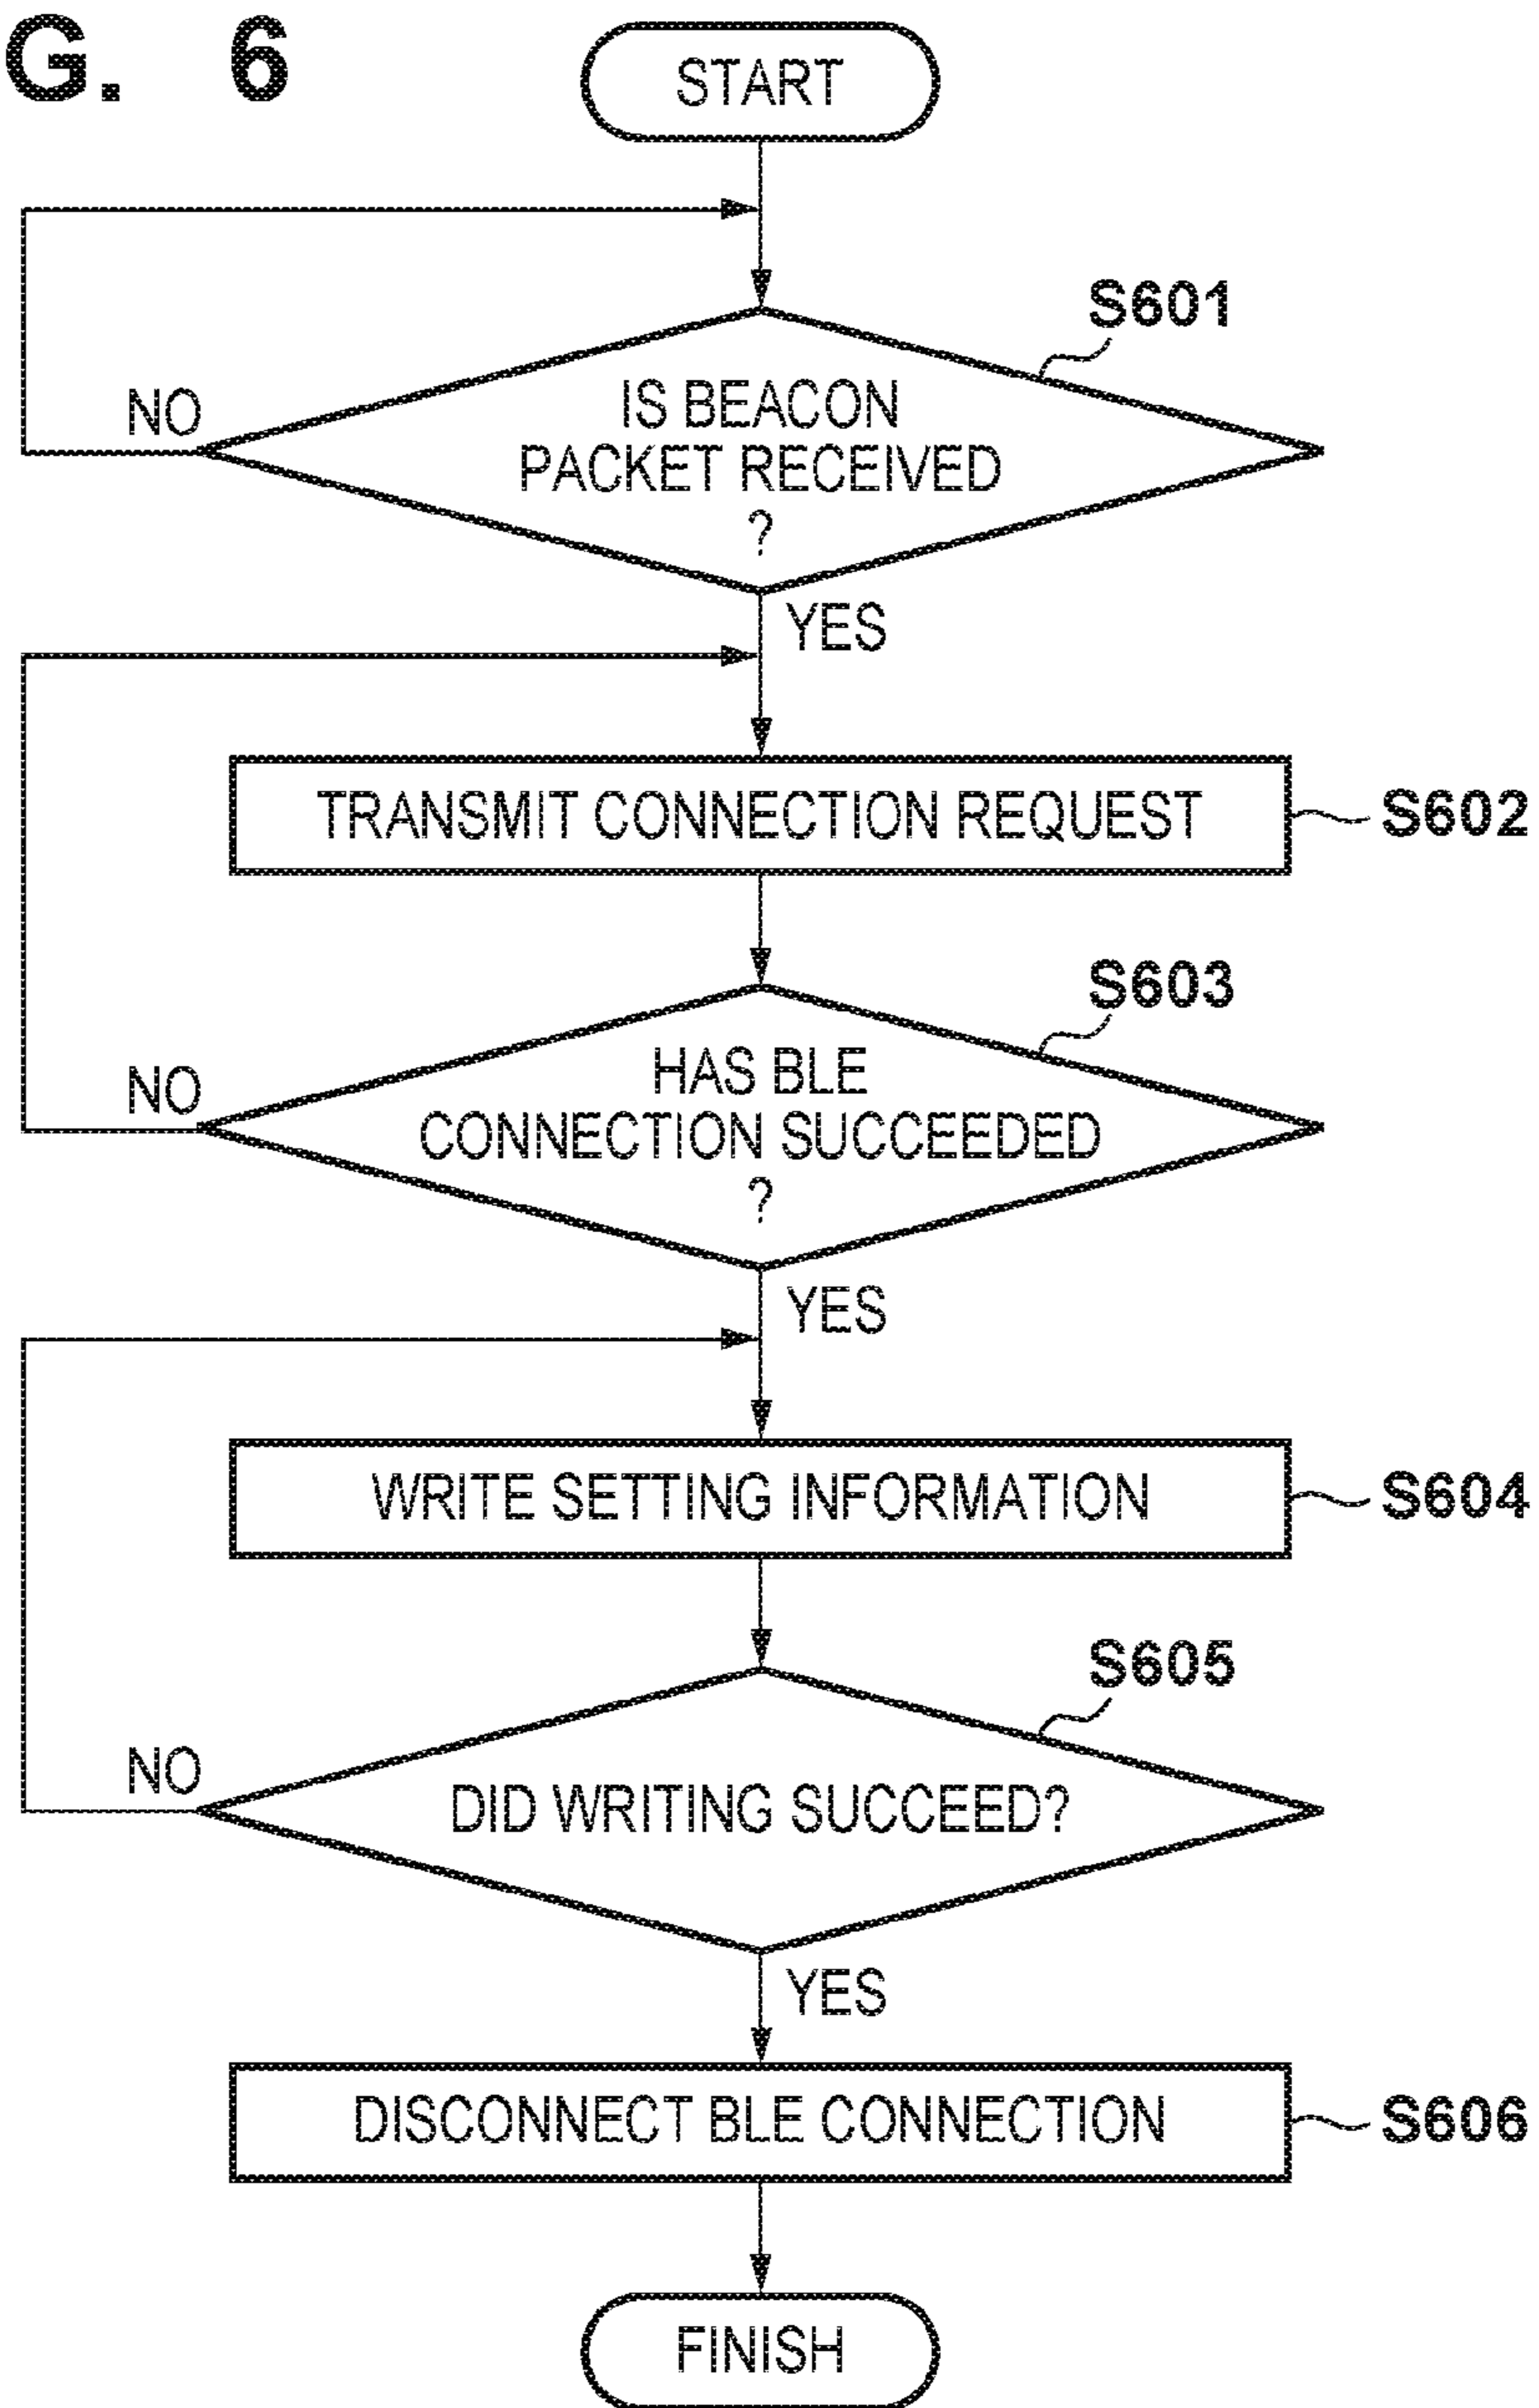 G. 6
START
S601
NO
IS BEACON
PACKET RECEIVED
?
YES
TRANSMIT CONNECTION REQUEST
S602
S603
NO
HAS BLE
CONNECTION SUCCEEDED
?
YES
WRITE SETTING INFORMATION
S604
S605
NO
DID WRITING SUCCEED?
YES
DISCONNECT BLE CONNECTION
S606
FINISH